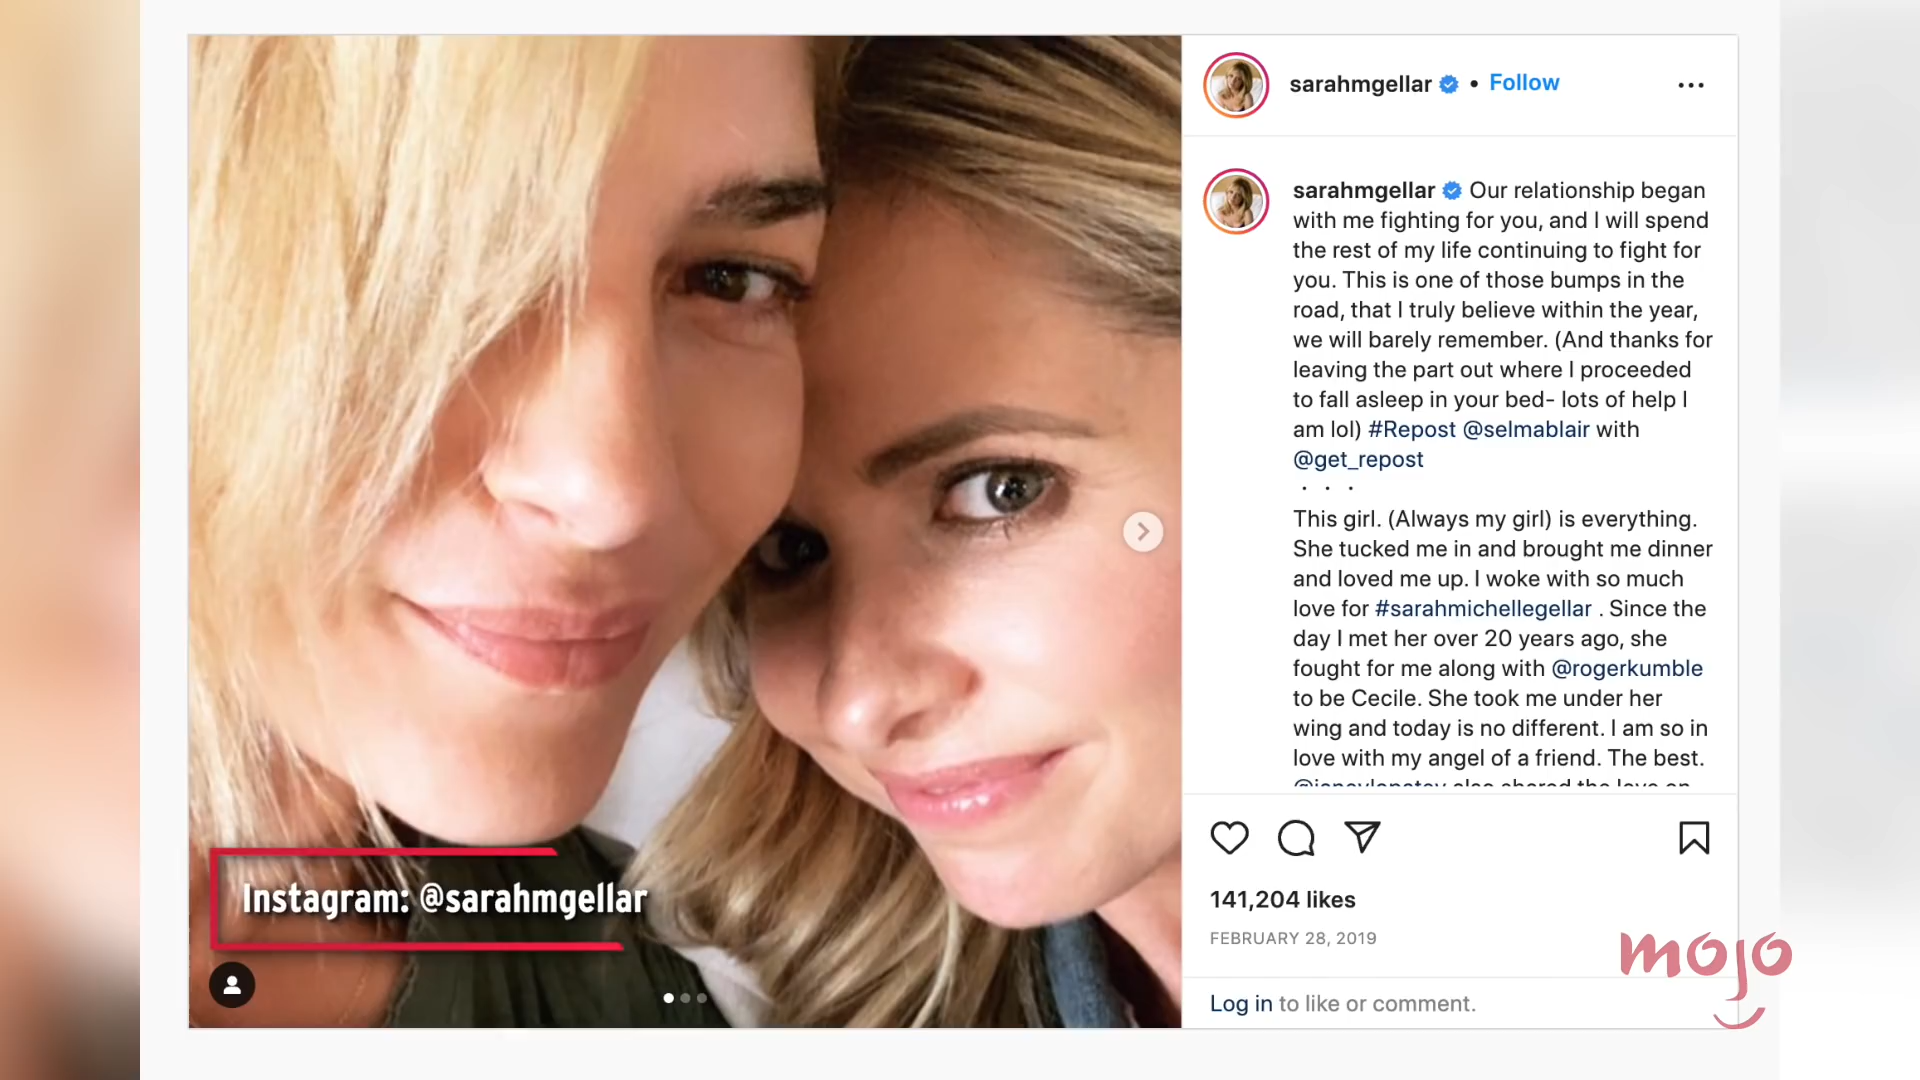 sarahmgellar • Follow
sarahmgellar Our relationship began
with me fighting for you, and I will spend
the rest of my life continuing to fight for
you. This is one of those bumps in the
road, that I truly believe within the year,
we will barely remember. (And thanks for
leaving the part out where I proceeded
to fall asleep in your bed- lots of help I
am lol) #Repost @selmablair with
@get_repost
・・・
This girl. (Always my girl) is everything.
She tucked me in and brought me dinner
and loved me up. I woke with so much
love for #sarahmichellegellar . Since the
day I met her over 20 years ago, she
fought for me along with @rogerkumble
to be Cecile. She took me under her
wing and today is no different. I am so in
love with my angel of a friend. The best.
also shared the love on
141,204 likes
FEBRUARY 28, 2019
Log in to like or comment.
Instagram: @sarahmgellar
mojo